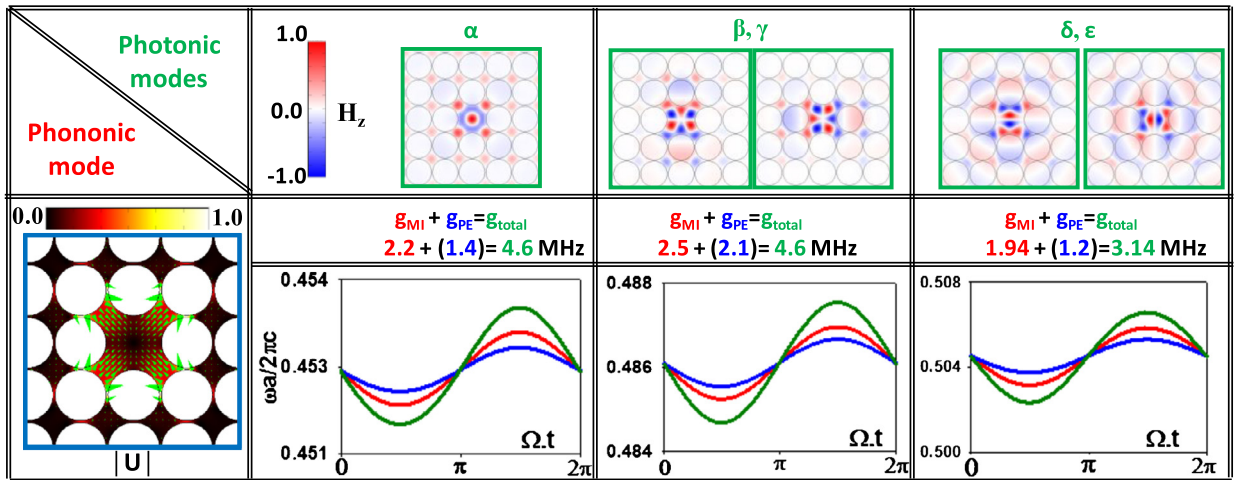 Photonic
modes
Phononic
mode
1.0
0.0
-1.0
Hz
α
β, γ
δ, ε
0.0 1.0
|U|
gMI + gPE=gtotal
2.2 + (1.4)= 4.6 MHz
gMI + gPE=gtotal
2.5 + (2.1)= 4.6 MHz
gMI + gPE=gtotal
1.94 + (1.2)=3.14 MHz
ωa/2πc
0.454
0.453
0.451
0 π 2π
Ω.t
0.488
0.486
0.484
0 π 2π
Ω.t
0.508
0.504
0.500
0 π 2π
Ω.t